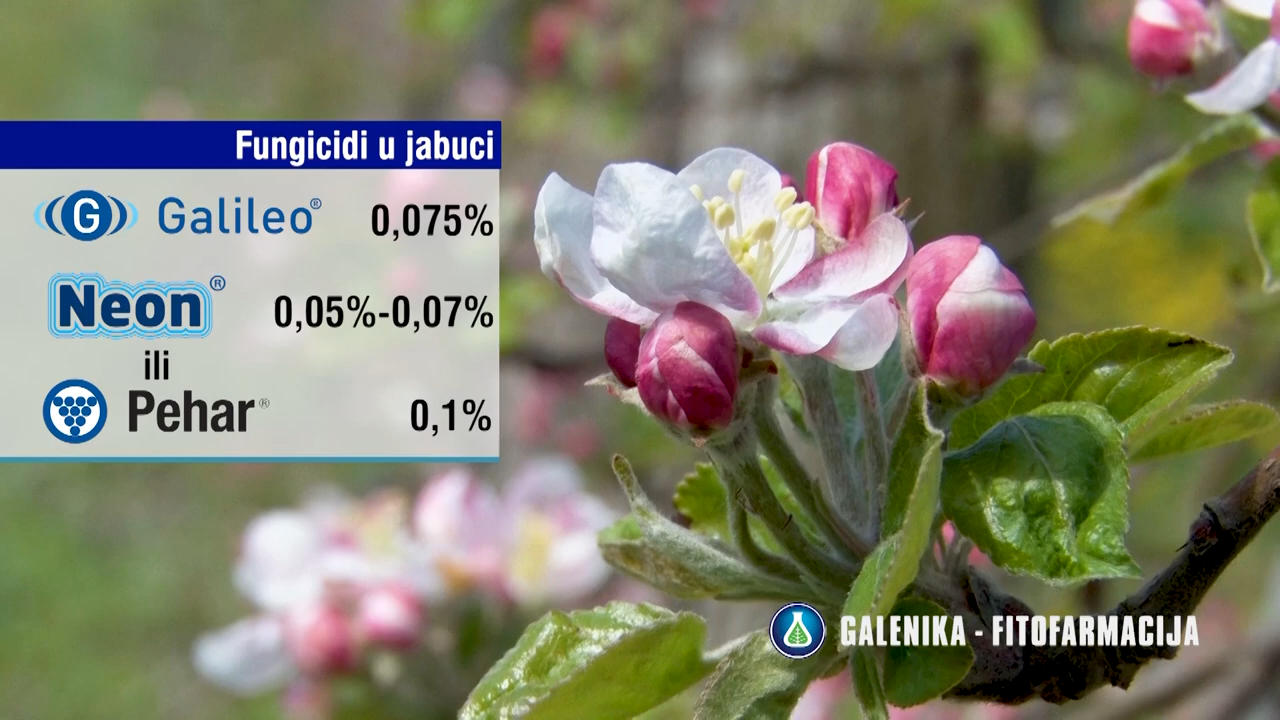 Fungicidi u jabuci
G Galileo® 0,075%
Neon® 0,05%-0,07%
ili
Pehar® 0,1%
GALENIKA - FITOFARMACIJA